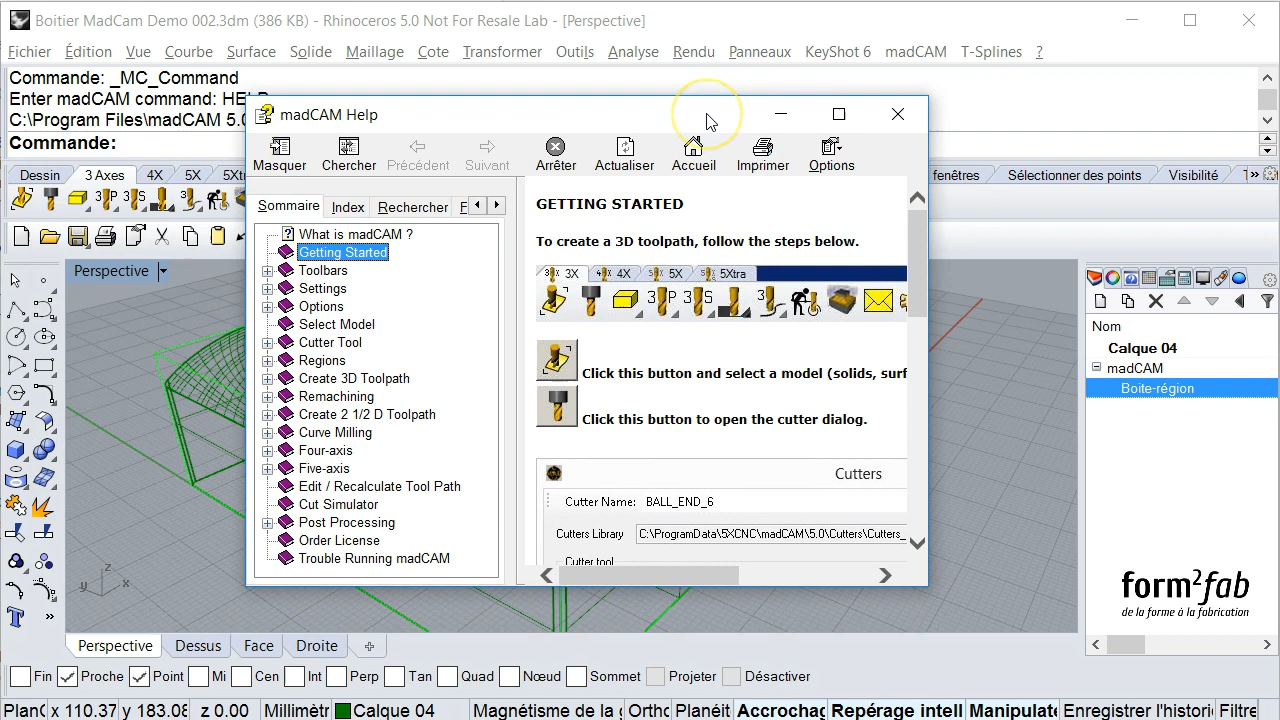 Boitier MadCam Demo 002.3dm (386 KB) - Rhinoceros 5.0 Not For Resale Lab - [Perspective]
Fichier Édition Vue Courbe Surface Solide Maillage Cote Transformer Outils Analyse Rendu Panneaux KeyShot 6 madCAM T-Splines ?
Commande: _MC_Command
Enter madCAM command: HELP
C:\Program Files\madCAM 5.0
Commande:
madCAM Help
Masquer Chercher Précédent Suivant Arrêter Actualiser Accueil Imprimer Options
Dessin 3 Axes 4X 5X 5Xt
fenêtres Sélectionner des points Visibilité T »
Sommaire Index Rechercher F
What is madCAM ?
Getting Started
Toolbars
Settings
Options
Select Model
Cutter Tool
Regions
Create 3D Toolpath
Remachining
Create 2 1/2 D Toolpath
Curve Milling
Four-axis
Five-axis
Edit / Recalculate Tool Path
Cut Simulator
Post Processing
Order License
Trouble Running madCAM
GETTING STARTED
To create a 3D toolpath, follow the steps below.
3X 4X 5X 5Xtra
Click this button and select a model (solids, surf
Click this button to open the cutter dialog.
Cutters
Cutter Name: BALL_END_6
Cutters Library C:\ProgramData\5XCNC\madCAM\5.0\Cutters\Cutters_
Cutter tool
Perspective
z
y x
Nom
Calque 04
madCAM
Boite-région
form2fab
de la forme à la fabrication
Perspective Dessus Face Droite
Fin Proche Point Mi Cen Int Perp Tan Quad Nœud Sommet Projeter Désactiver
PlanC x 110.37 y 183.08 z 0.00 Millimètr Calque 04 Magnétisme de la g Ortho Planéit Accrochag Repérage intell Manipulate Enregistrer l'histori Filtre